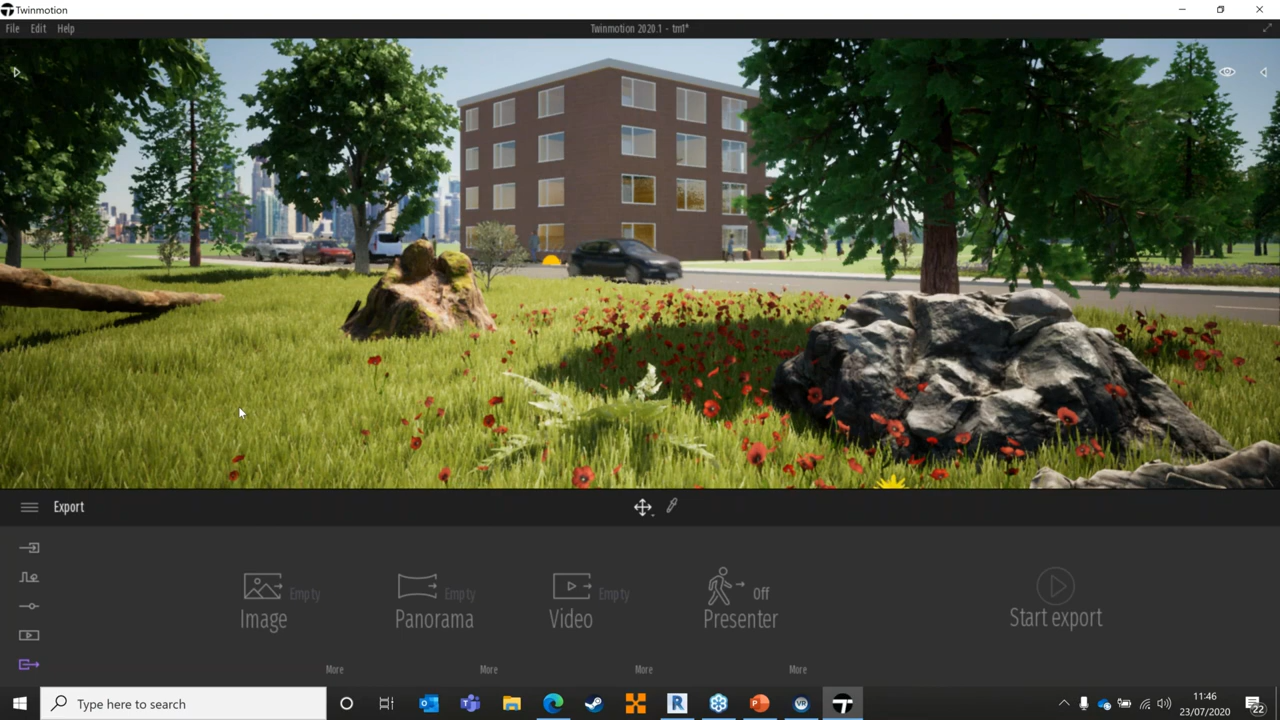 Twinmotion
File Edit Help
Twinmotion 2020.1 - tm1*
Export
Empty Empty Empty Off
Image Panorama Video Presenter Start export
More More More More
Type here to search
11:46
23/07/2020
22